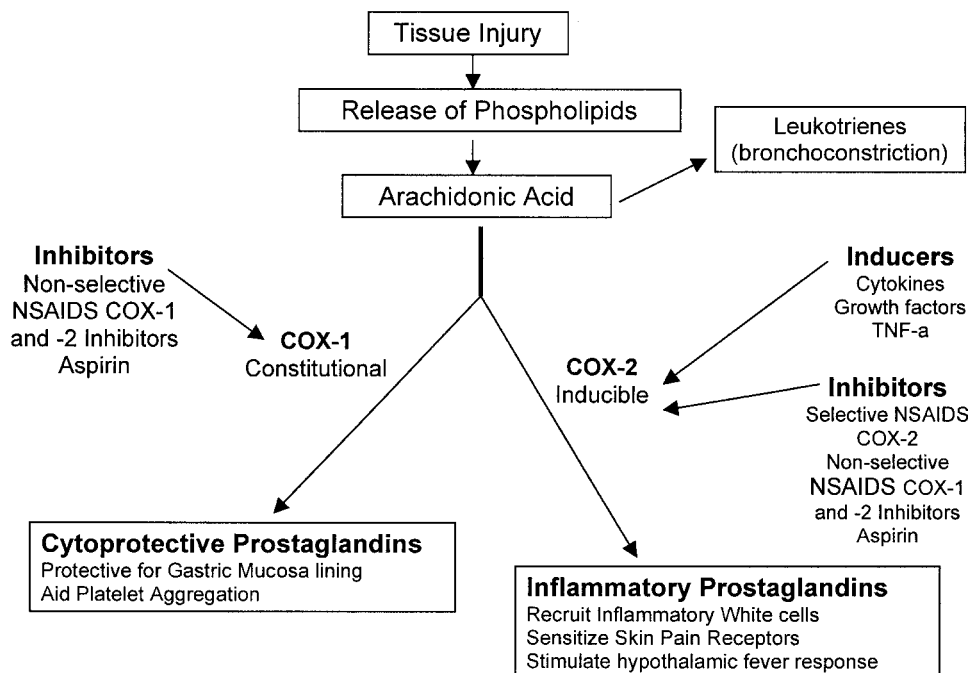 Tissue Injury
Release of Phospholipids
Leukotrienes
(bronchoconstriction)
Arachidonic Acid
Inhibitors
Non-selective
NSAIDS COX-1
and -2 Inhibitors
Aspirin
COX-1
Constitutional
Inducers
Cytokines
Growth factors
TNF-a
COX-2
Inducible
Inhibitors
Selective NSAIDS
COX-2
Non-selective
NSAIDS COX-1
and -2 Inhibitors
Aspirin
Cytoprotective Prostaglandins
Protective for Gastric Mucosa lining
Aid Platelet Aggregation
Inflammatory Prostaglandins
Recruit Inflammatory White cells
Sensitize Skin Pain Receptors
Stimulate hypothalamic fever response